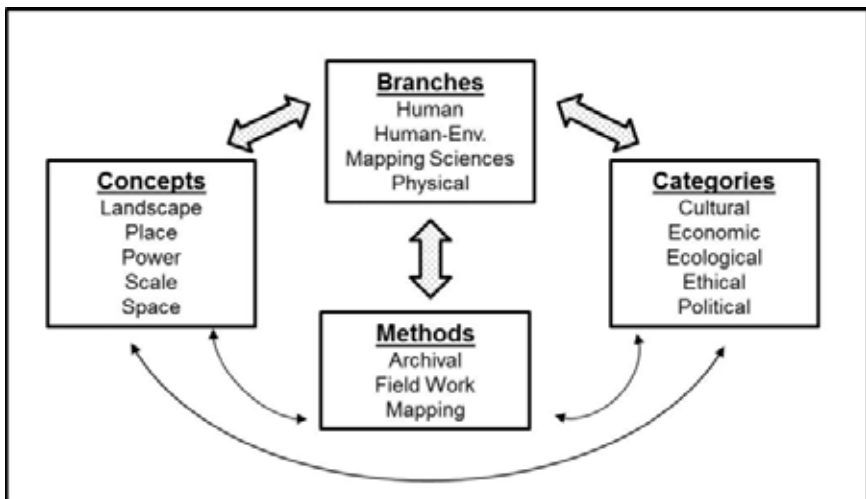 Branches
Human
Human-Env.
Mapping Sciences
Physical
Concepts
Landscape
Place
Power
Scale
Space
Categories
Cultural
Economic
Ecological
Ethical
Political
Methods
Archival
Field Work
Mapping